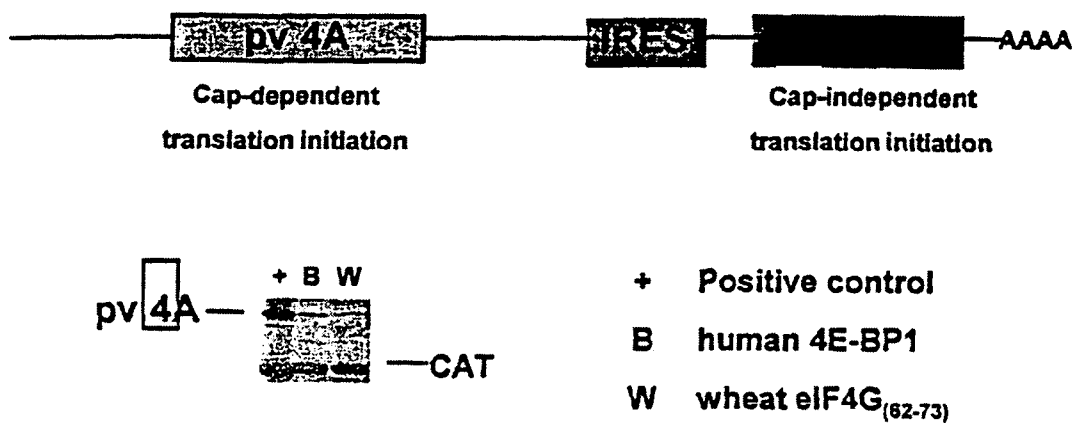 pv 4A
IRES
AAAA
Cap-dependent
translation initiation
Cap-independent
translation initiation
+ B W
pv 4A
CAT
+ Positive control
B human 4E-BP1
W wheat eIF4G(62-73)